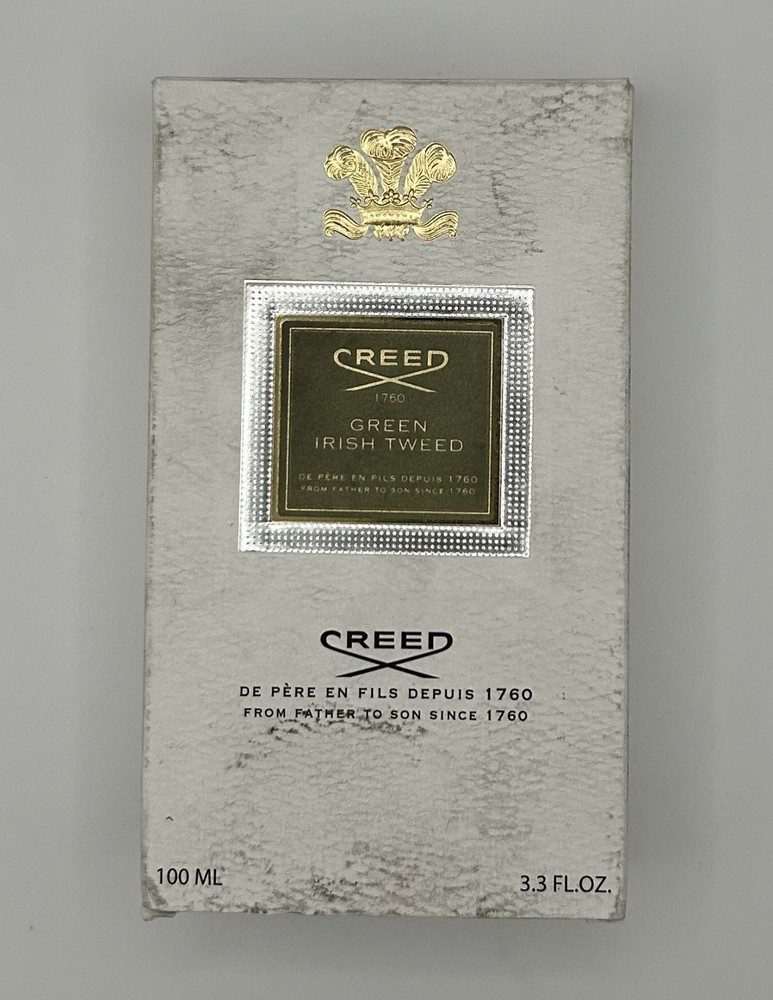 CREED
1760
GREEN
IRISH TWEED
DE PÈRE EN FILS DEPUIS 1760
FROM FATHER TO SON SINCE 1760
CREED
DE PÈRE EN FILS DEPUIS 1760
FROM FATHER TO SON SINCE 1760
100 ML
3.3 FL.OZ.